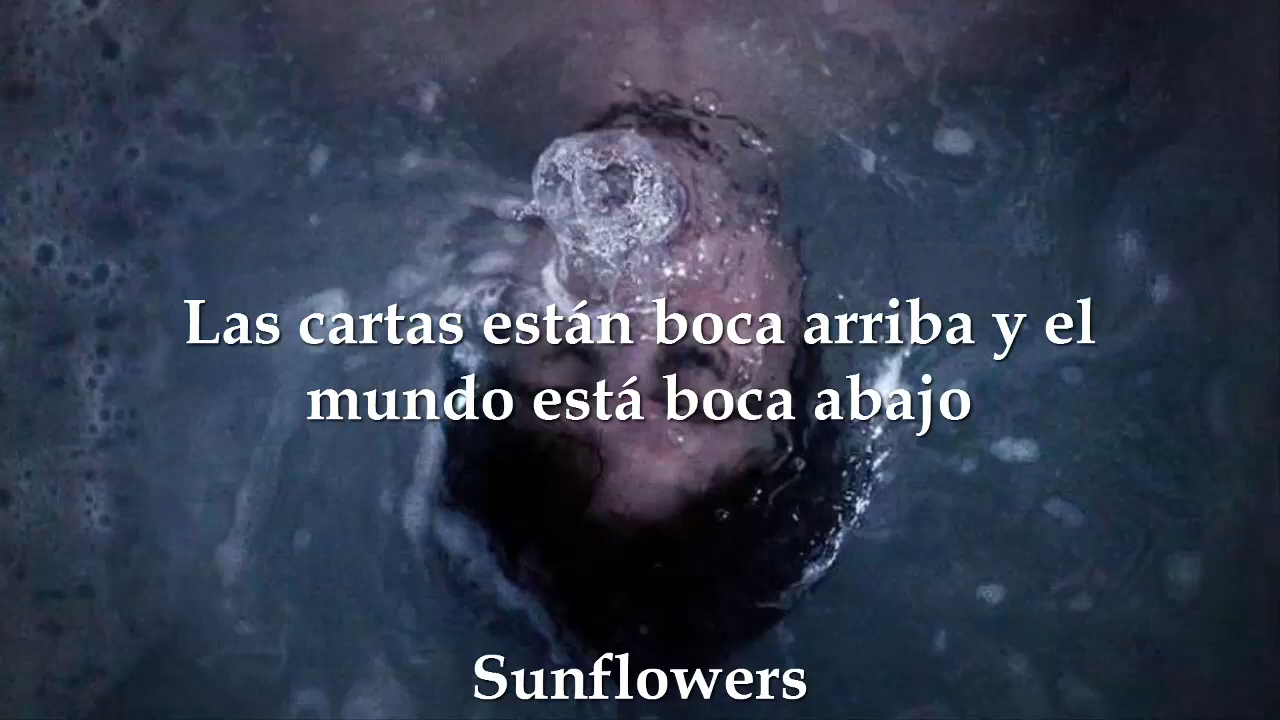 Las cartas están boca arriba y el
mundo está boca abajo
Sunflowers